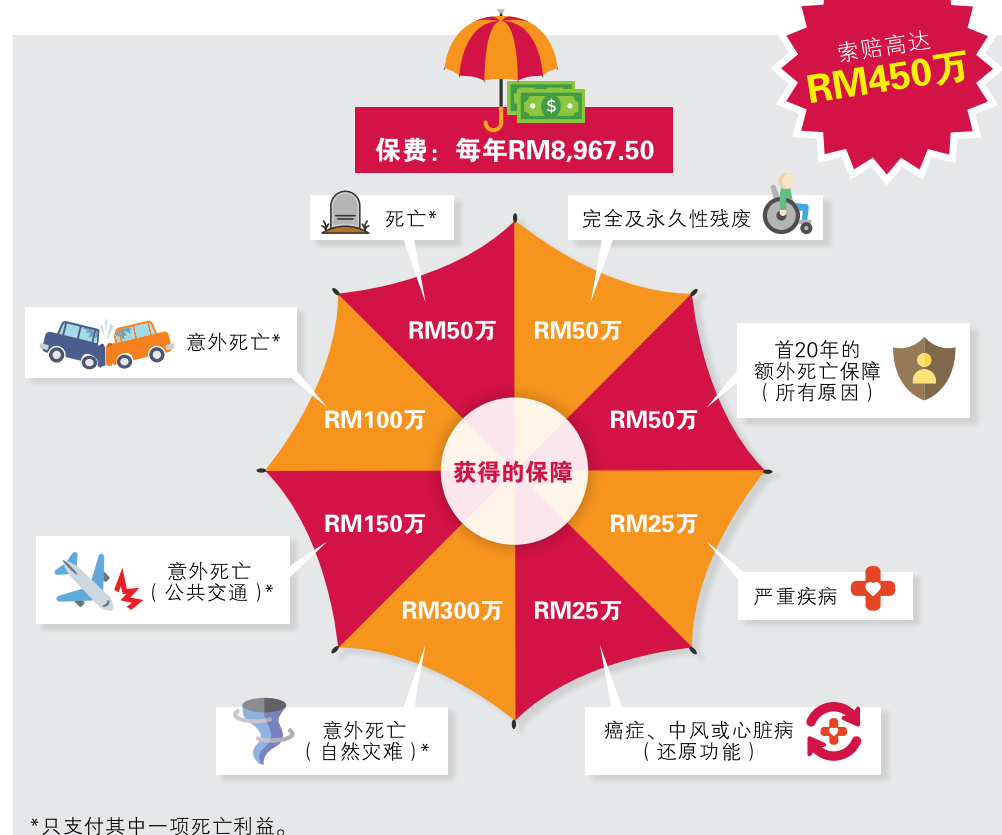 索赔高达
RM450万
$
保费：每年RM8,967.50
死亡*
完全及永久性残废
意外死亡*
首20年的
额外死亡保障
（所有原因）
RM50万
RM50万
RM100万
RM50万
获得的保障
RM150万
RM25万
意外死亡
（公共交通）*
严重疾病
RM300万
RM25万
意外死亡
（自然灾难）*
癌症、中风或心脏病
（还原功能）
*只支付其中一项死亡利益。